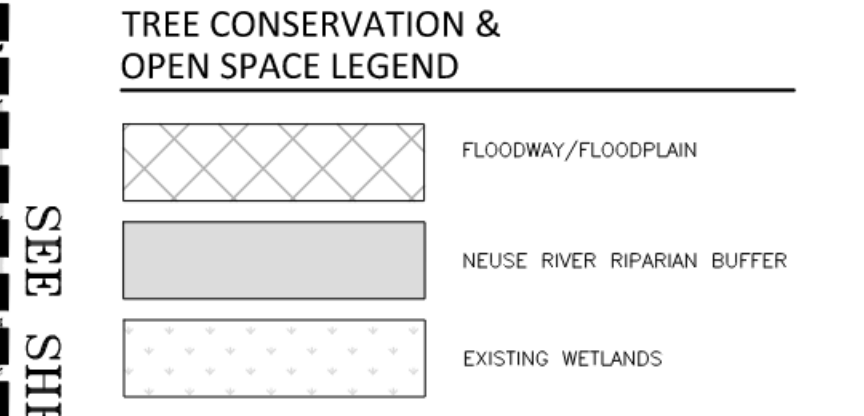 TREE CONSERVATION &
OPEN SPACE LEGEND
FLOODWAY/FLOODPLAIN
NEUSE RIVER RIPARIAN BUFFER
EXISTING WETLANDS
SEE